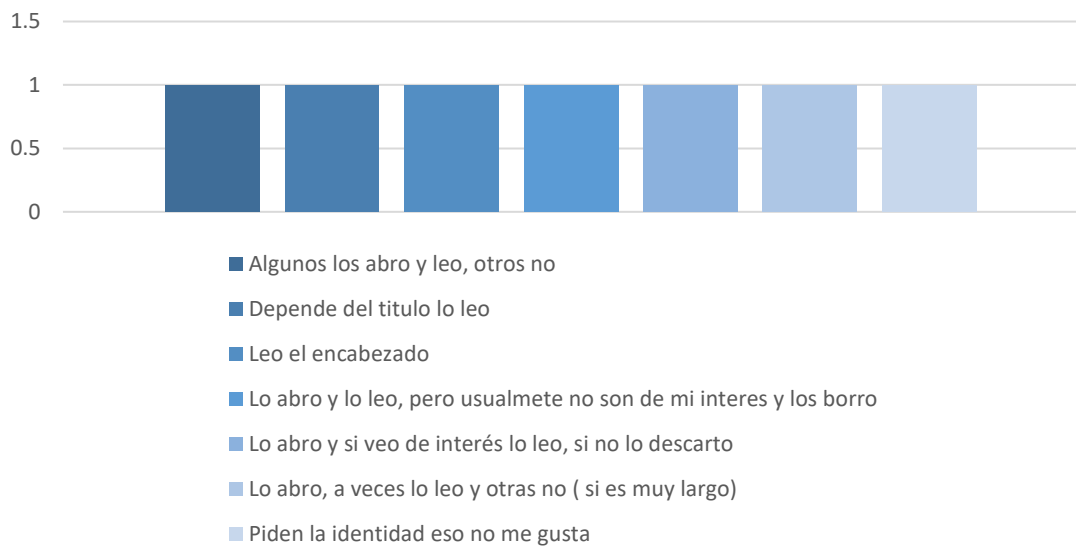 1.5
1
0.5
0
Algunos los abro y leo, otros no
Depende del titulo lo leo
Leo el encabezado
Lo abro y lo leo, pero usualmete no son de mi interes y los borro
Lo abro y si veo de interés lo leo, si no lo descarto
Lo abro, a veces lo leo y otras no ( si es muy largo)
Piden la identidad eso no me gusta